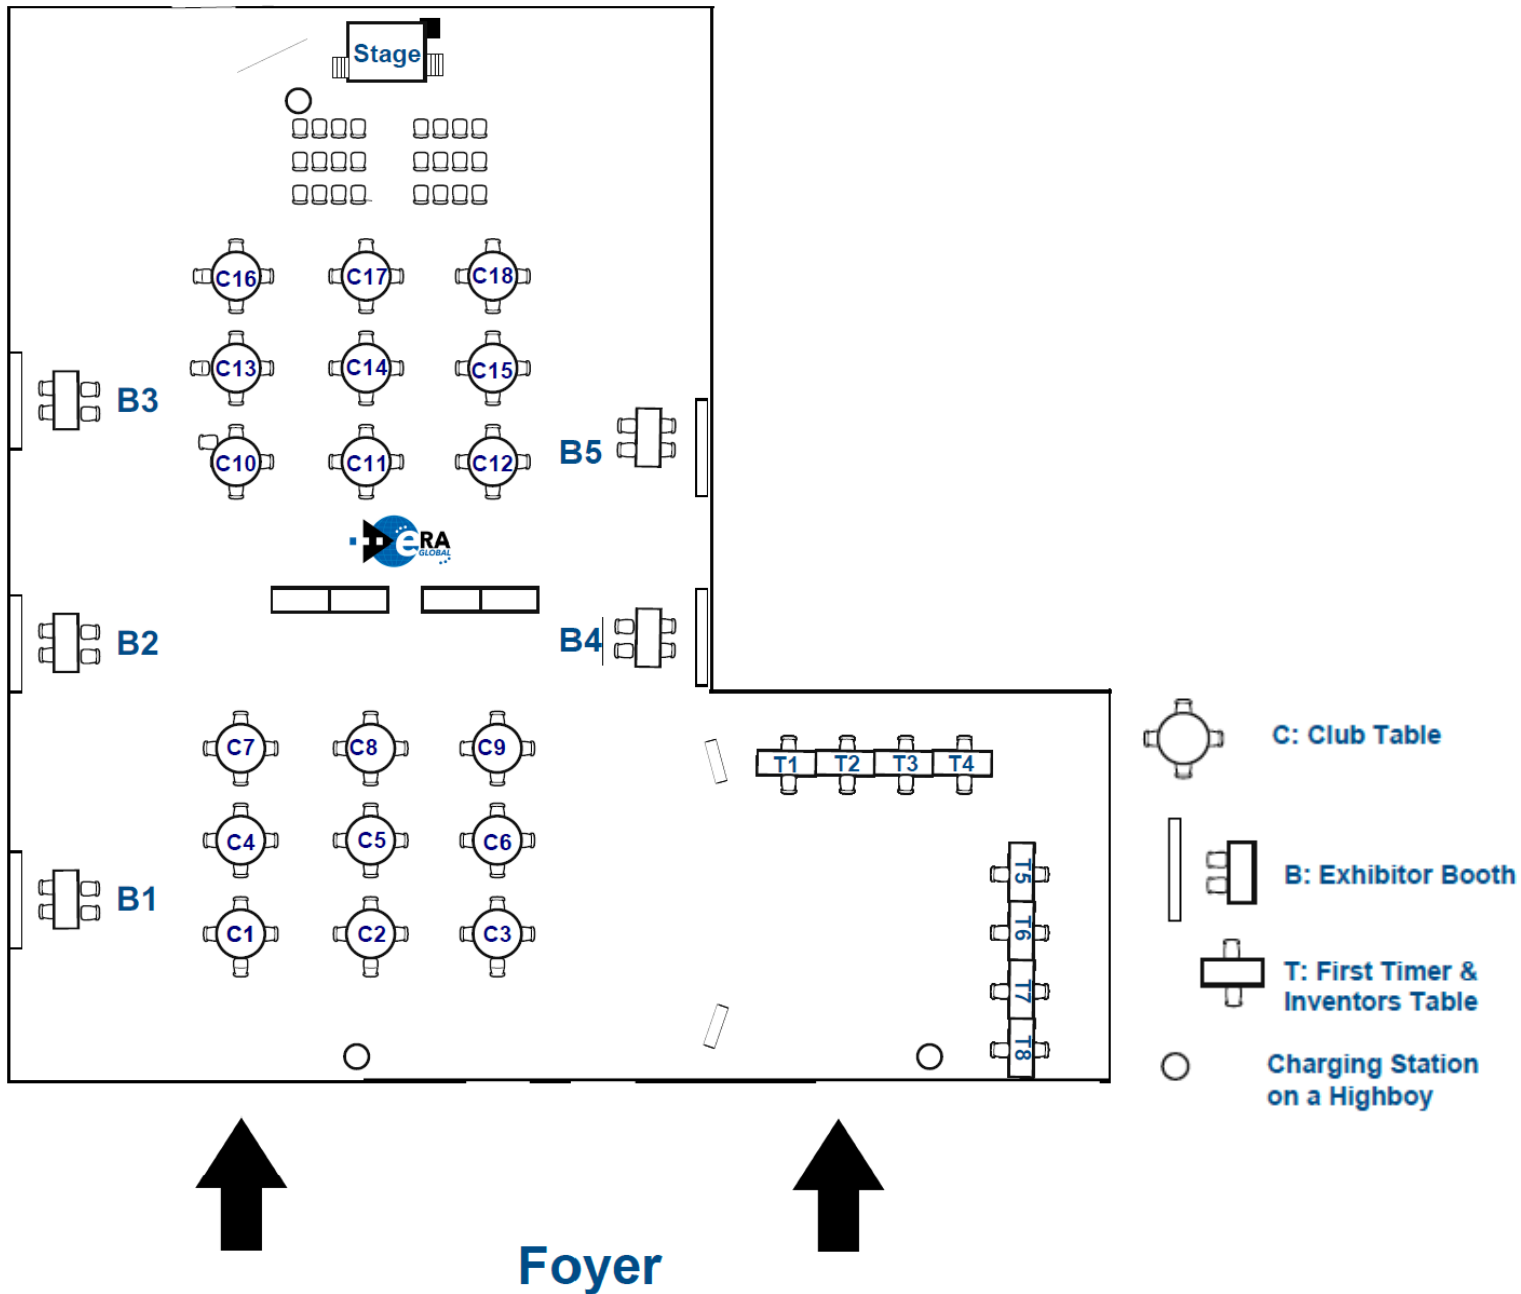 Stage
C16 C17 C18
C13 C14 C15
B3
C10 C11 C12
B5
eRA
GLOBAL
B2
B4
C7 C8 C9
T1 T2 T3 T4
C: Club Table
C4 C5 C6
T5
B: Exhibitor Booth
B1
C1 C2 C3
T6
T7
T: First Timer &
Inventors Table
T8
Charging Station
on a Highboy
Foyer